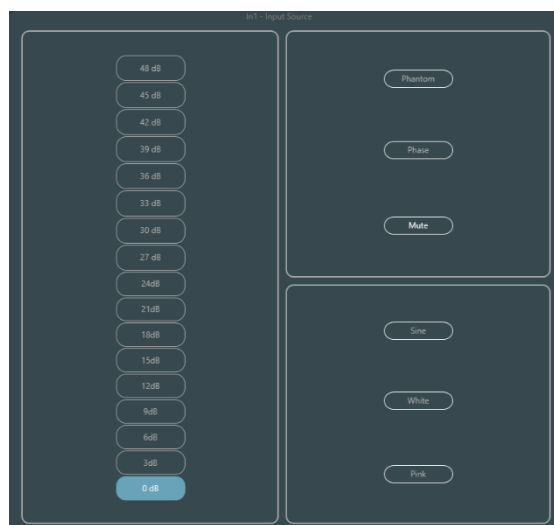 In1 - Input Source
48 dB
45 dB
42 dB
39 dB
36 dB
33 dB
30 dB
27 dB
24dB
21dB
18dB
15dB
12dB
9dB
6dB
3dB
0 dB
Phantom
Phase
Mute
Sine
White
Pink